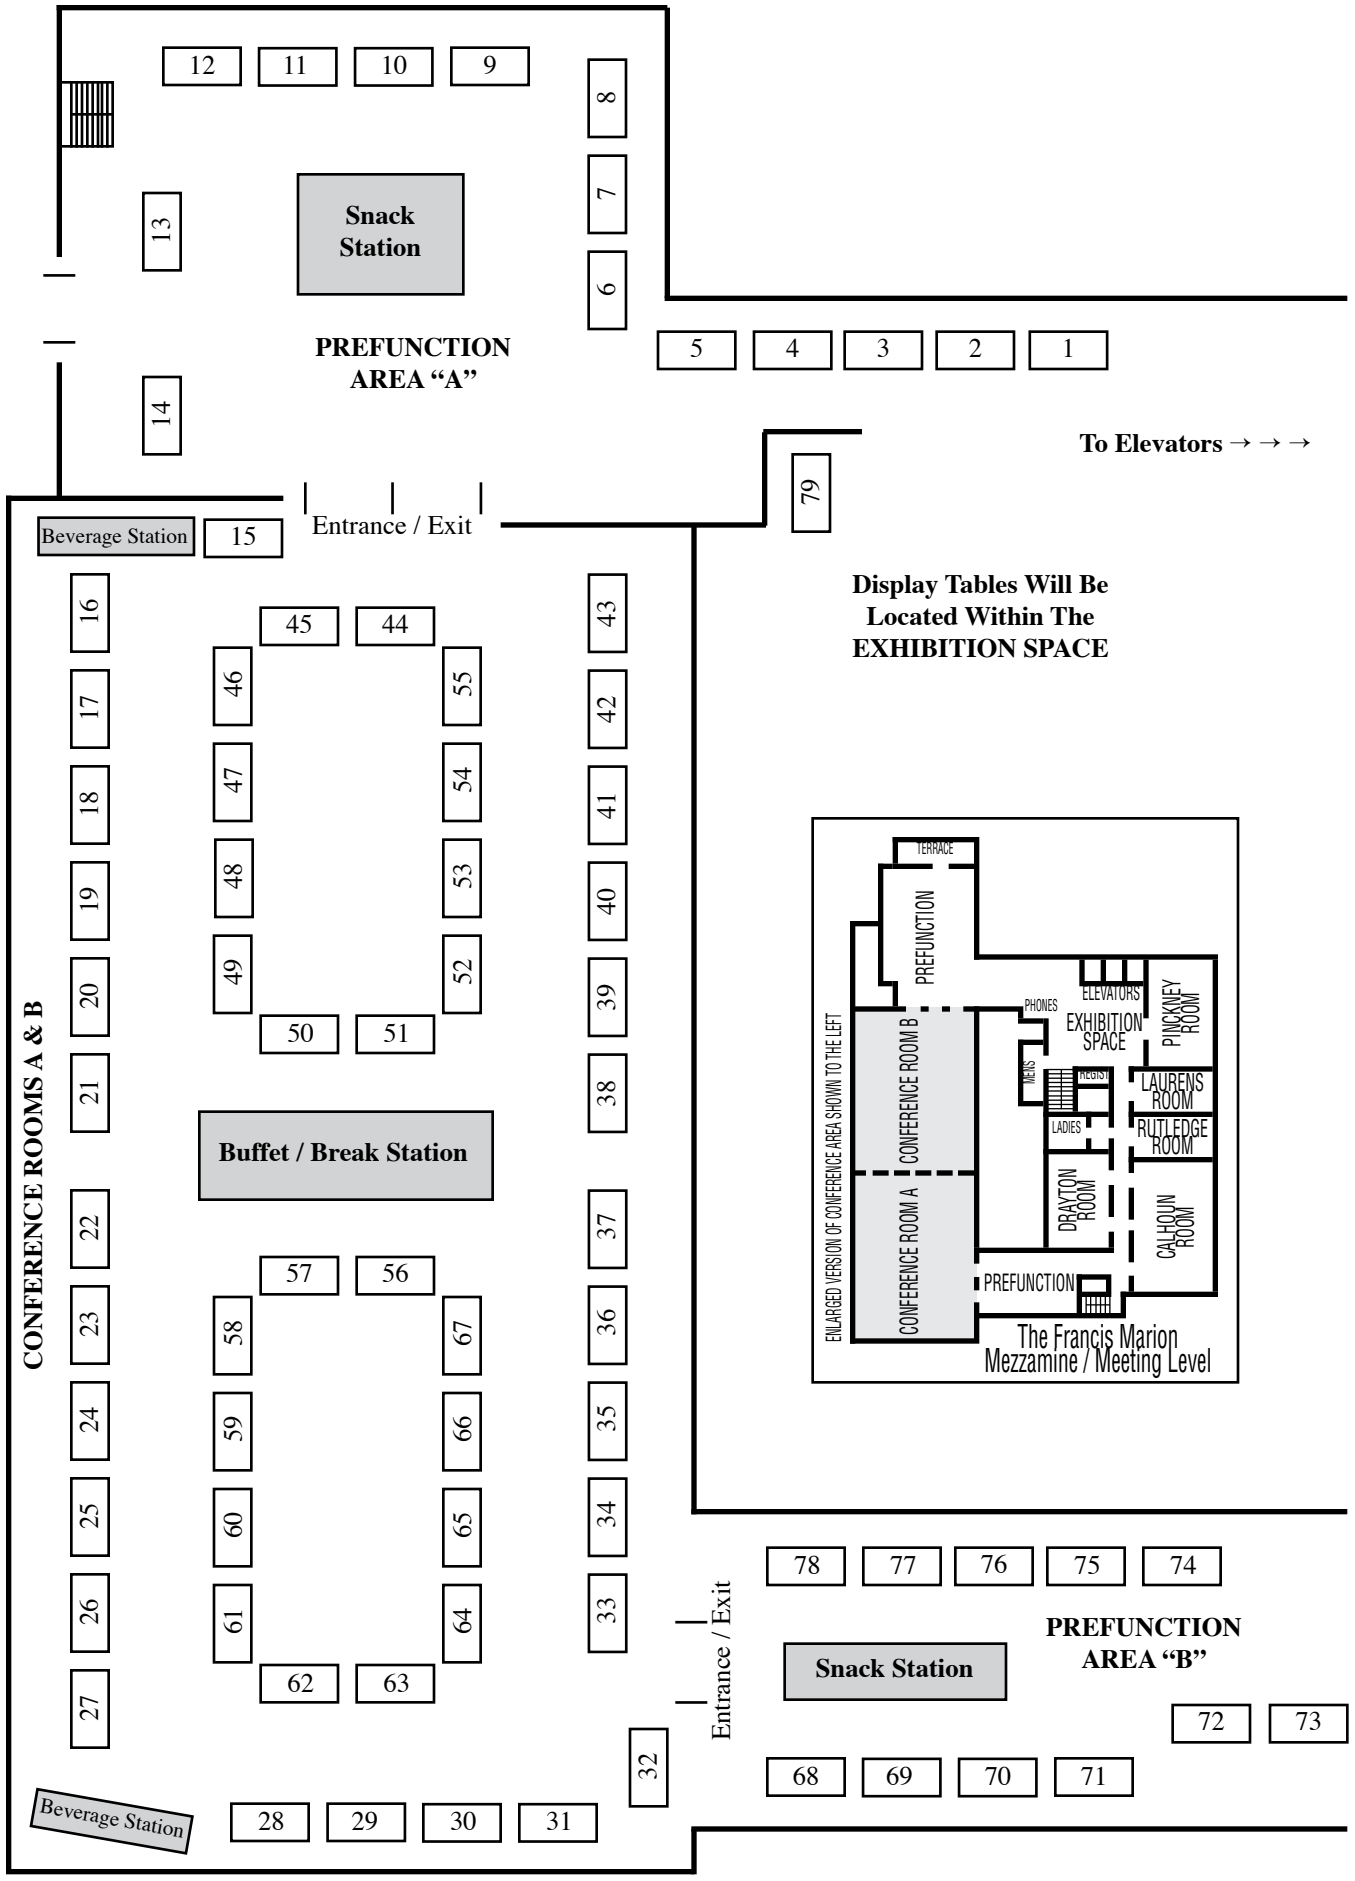 12 11 10 9
8
7
6
Snack
Station
13
14
PREFUNCTION
AREA “A”
5 4 3 2 1
To Elevators → → →
79
Entrance / Exit
Beverage Station
15
Display Tables Will Be
Located Within The
EXHIBITION SPACE
CONFERENCE ROOMS A & B
16
17
18
19
20
21
22
23
24
25
26
27
45 44
46
47
48
49
50 51
55
54
53
52
43
42
41
40
39
38
37
36
35
34
33
32
Buffet / Break Station
57 56
58
59
60
61
62 63
67
66
65
64
Beverage Station
28 29 30 31
Entrance / Exit
78 77 76 75 74
PREFUNCTION
AREA “B”
Snack Station
72 73
68 69 70 71
ENLARGED VERSION OF CONFERENCE AREA SHOWN TO THE LEFT
TERRACE
PREFUNCTION
PHONES
ELEVATORS
EXHIBITION
SPACE
PINCKNEY
ROOM
CONFERENCE ROOM B
MENS
REGIST
LAURENS
ROOM
LADIES
RUTLEDGE
ROOM
DRAYTON
ROOM
CALHOUN
ROOM
CONFERENCE ROOM A
PREFUNCTION
The Francis Marion
Mezzamine / Meeting Level